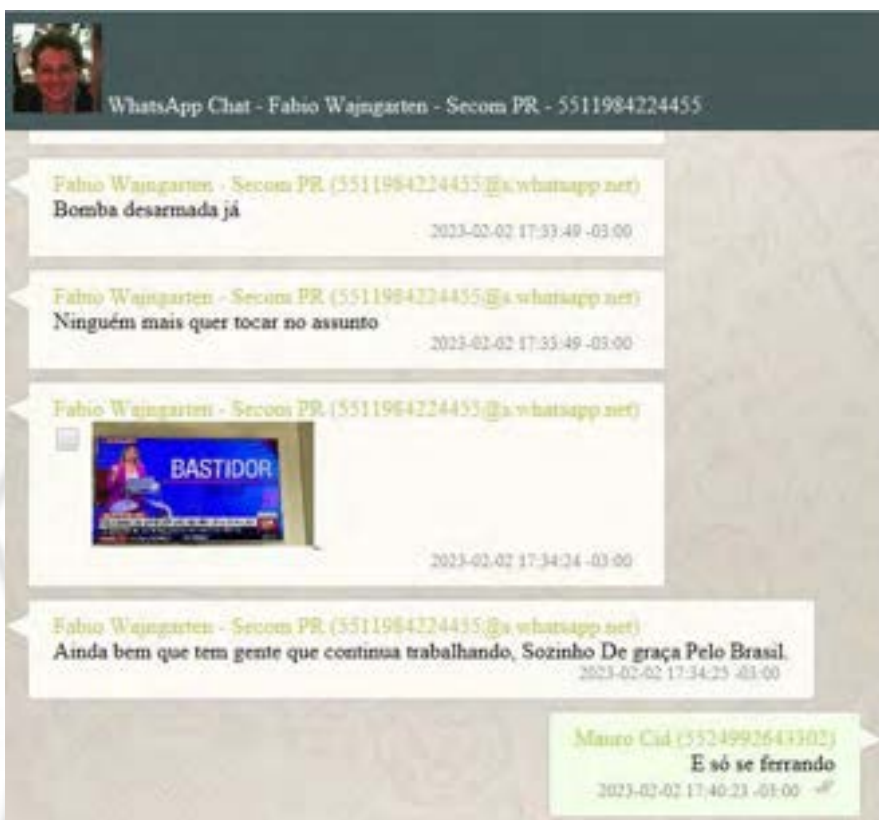 WhatsApp Chat - Fabio Wajngarten - Secom PR - 5511984224455
Fabio Wajngarten - Secom PR (5511984224455@s.whatsapp.net)
Bomba desarmada já
2023-02-02 17:33:49 -03:00
Fabio Wajngarten - Secom PR (5511984224455@s.whatsapp.net)
Ninguém mais quer tocar no assunto
2023-02-02 17:33:49 -03:00
Fabio Wajngarten - Secom PR (5511984224455@s.whatsapp.net)
BASTIDOR
2023-02-02 17:34:24 -03:00
Fabio Wajngarten - Secom PR (5511984224455@s.whatsapp.net)
Ainda bem que tem gente que continua trabalhando, Sozinho De graça Pelo Brasil.
2023-02-02 17:34:25 -03:00
Mauro Cid (5524992643302)
E só se ferrando
2023-02-02 17:40:23 -03:00